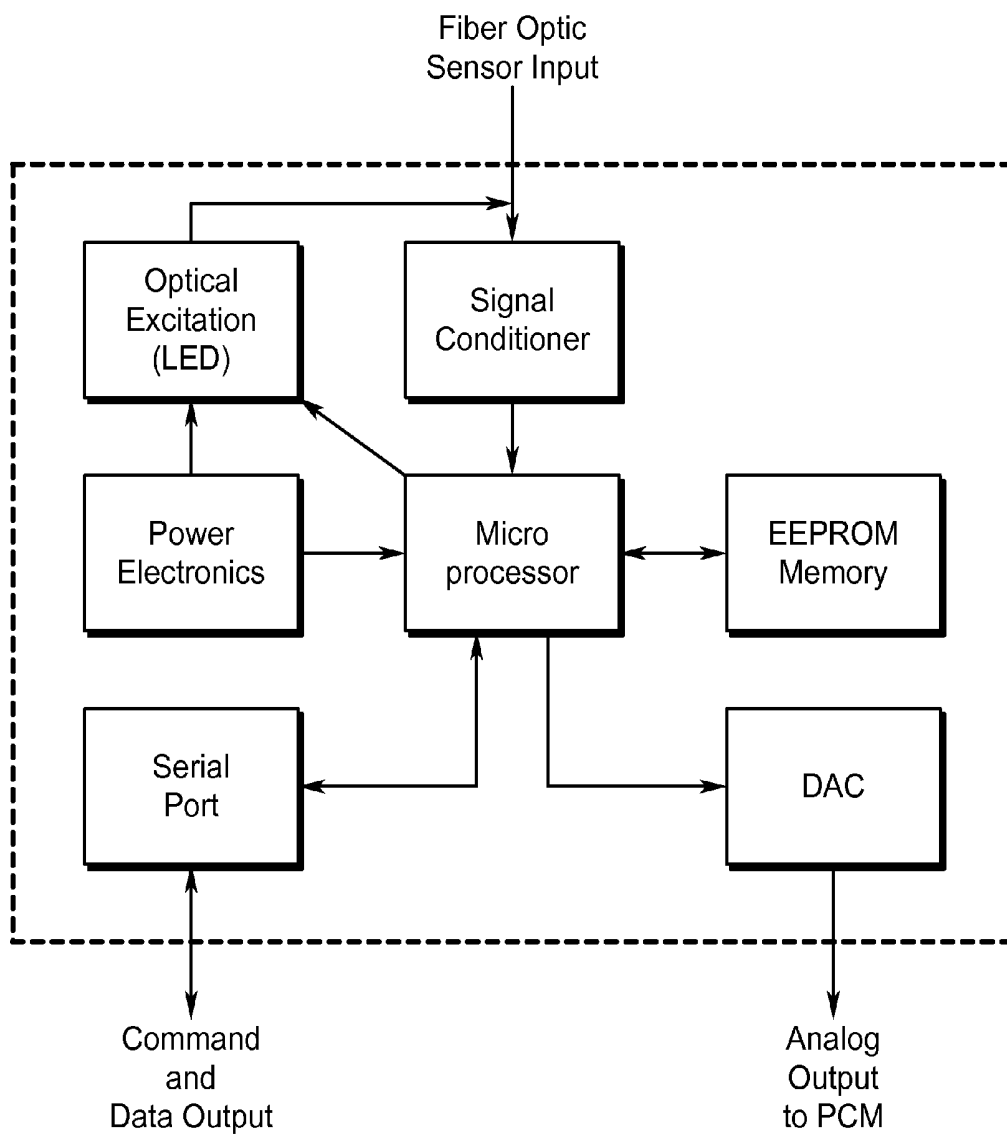 Fiber Optic
Sensor Input
Optical
Excitation
(LED)
Signal
Conditioner
Power
Electronics
Micro
processor
EEPROM
Memory
Serial
Port
DAC
Command
and
Data Output
Analog
Output
to PCM